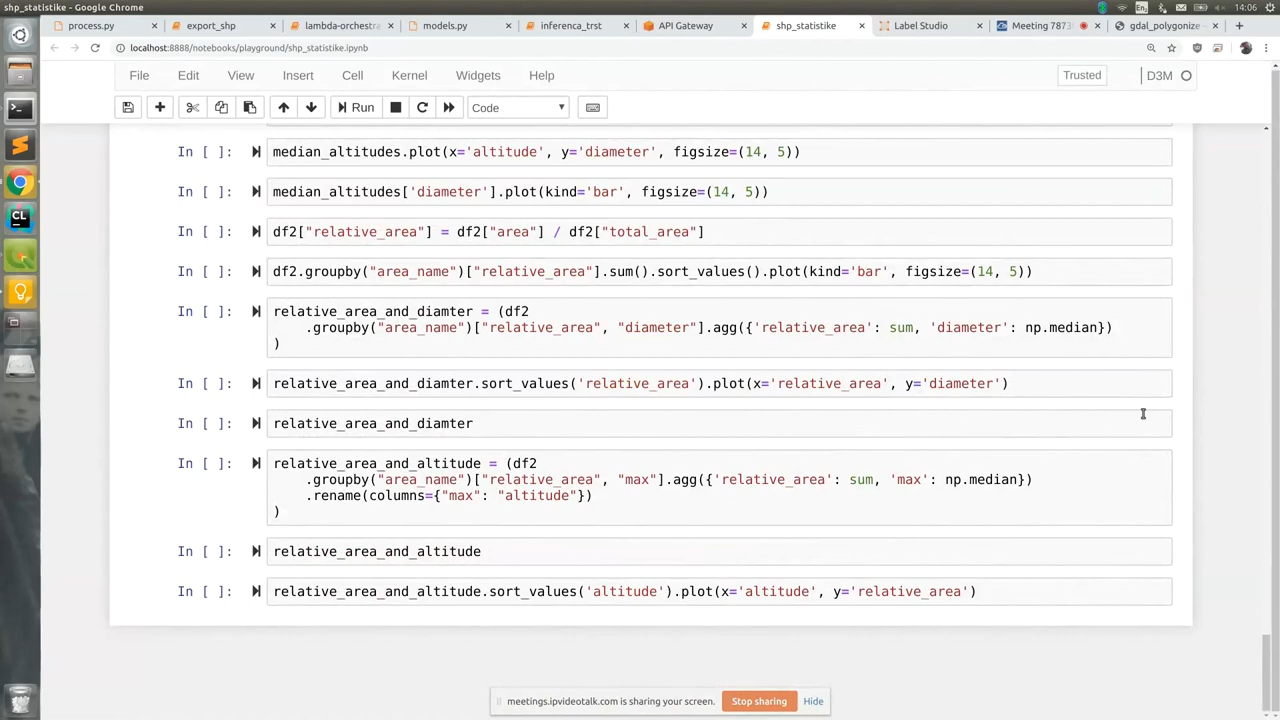 shp_statistike - Google Chrome
14:06
process.py
export_shp
lambda-orchestra
models.py
inferenca_trst
API Gateway
shp_statistike
Label Studio
Meeting 7873
gdal_polygonize -
localhost:8888/notebooks/playground/shp_statistike.ipynb
File Edit View Insert Cell Kernel Widgets Help
Trusted
D3M
Run
Code
In [ ]: median_altitudes.plot(x='altitude', y='diameter', figsize=(14, 5))
In [ ]: median_altitudes['diameter'].plot(kind='bar', figsize=(14, 5))
In [ ]: df2["relative_area"] = df2["area"] / df2["total_area"]
In [ ]: df2.groupby("area_name")["relative_area"].sum().sort_values().plot(kind='bar', figsize=(14, 5))
In [ ]: relative_area_and_diamter = (df2
.groupby("area_name")["relative_area", "diameter"].agg({'relative_area': sum, 'diameter': np.median})
)
In [ ]: relative_area_and_diamter.sort_values('relative_area').plot(x='relative_area', y='diameter')
In [ ]: relative_area_and_diamter
In [ ]: relative_area_and_altitude = (df2
.groupby("area_name")["relative_area", "max"].agg({'relative_area': sum, 'max': np.median})
.rename(columns={"max": "altitude"})
)
In [ ]: relative_area_and_altitude
In [ ]: relative_area_and_altitude.sort_values('altitude').plot(x='altitude', y='relative_area')
meetings.ipvideotalk.com is sharing your screen. Stop sharing Hide
CL